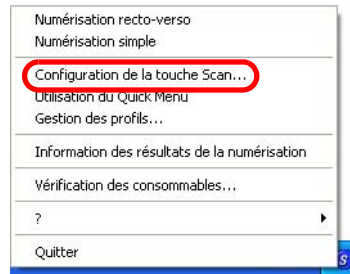 Numérisation recto-verso
Numérisation simple
Configuration de la touche Scan...
Utilisation du Quick Menu
Gestion des profils...
Information des résultats de la numérisation
Vérification des consommables...
?
Quitter
S